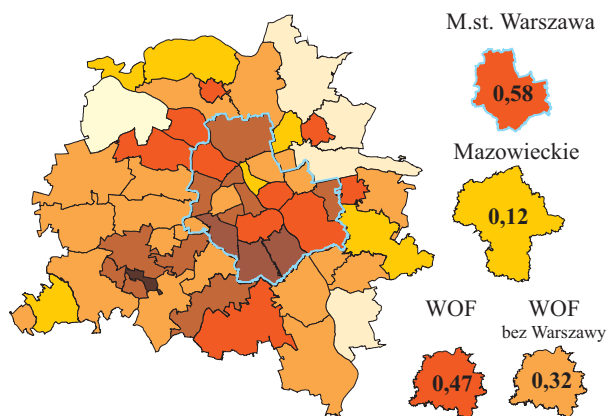 M.st. Warszawa
0,58
Mazowieckie
0,12
WOF
0,47
WOF
bez Warszawy
0,32